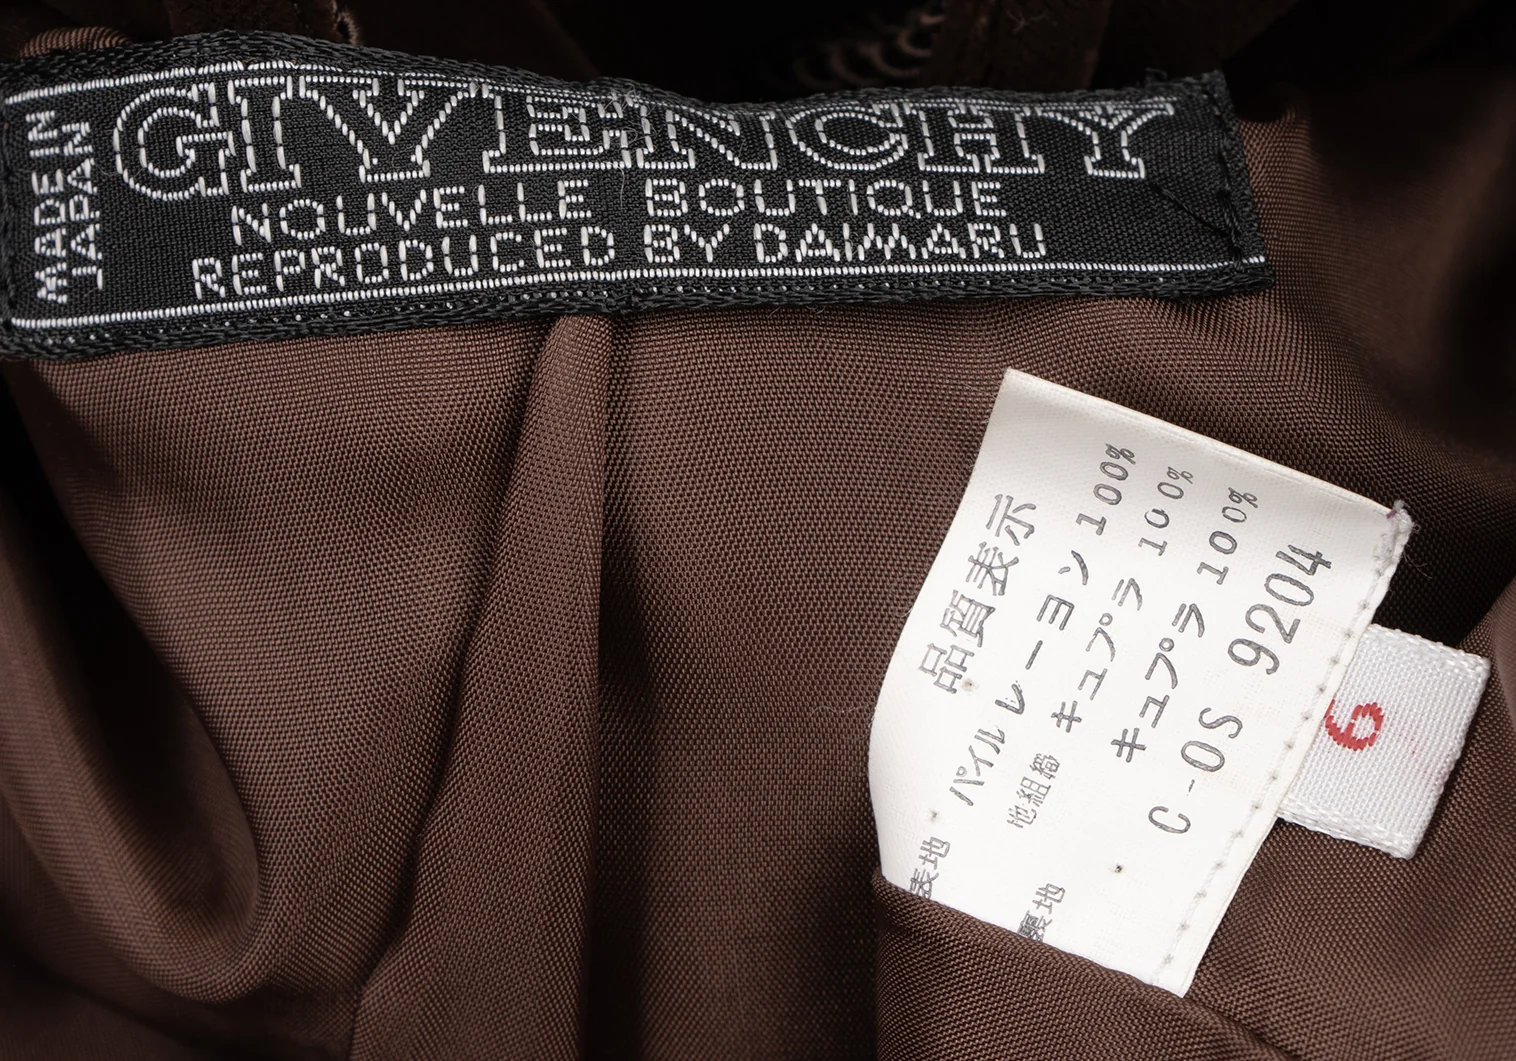 MADE IN
JAPAN
GIVENCHY
NOUVELLE BOUTIQUE
REPRODUCED BY DAIMARU
品質表示
表地 パイル レーヨン 100%
地組織 キュプラ 100%
裏地 キュプラ 100%
C-OS 9204
6